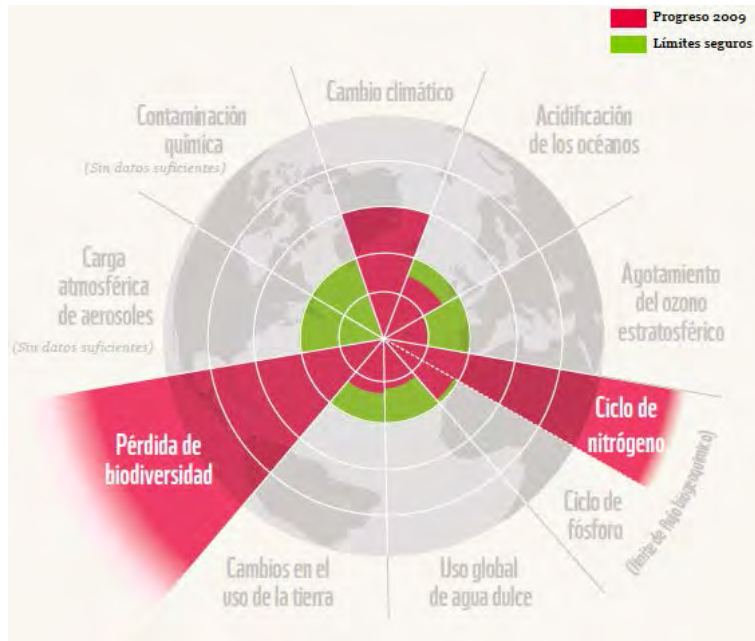 Progreso 2009
Límites seguros
Cambio climático
Contaminación
química
(Sin datos suficientes)
Acidificación
de los océanos
Carga
atmosférica
de aerosoles
(Sin datos suficientes)
Agotamiento
del ozono
estratosférico
Pérdida de
biodiversidad
Ciclo de
nitrógeno
Ciclo de
fósforo
(límite de flujo biogeoquímico)
Cambios en el
uso de la tierra
Uso global
de agua dulce